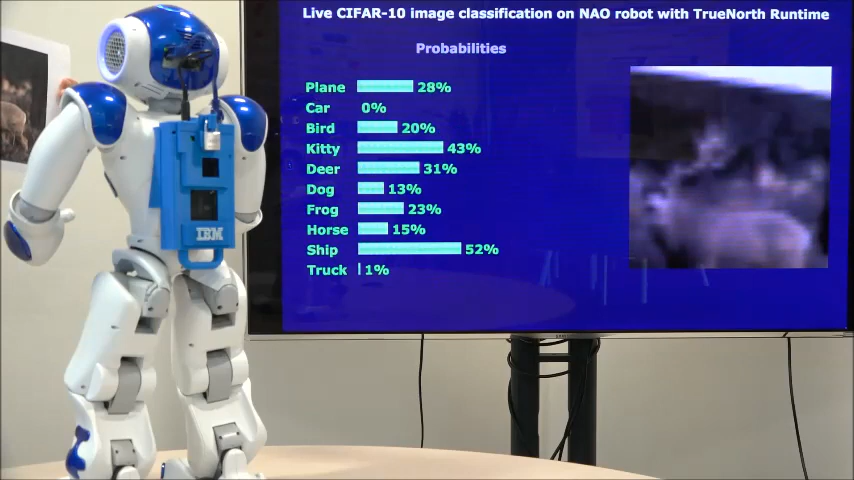 Live CIFAR-10 image classification on NAO robot with TrueNorth Runtime
Probabilities
Plane 28%
Car 0%
Bird 20%
Kitty 43%
Deer 31%
Dog 13%
Frog 23%
Horse 15%
Ship 52%
Truck 1%
IBM